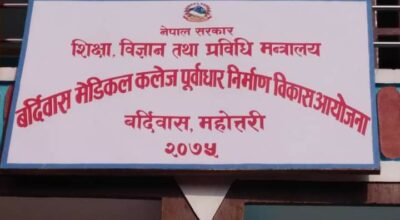 नेपाल सरकार
शिक्षा, विज्ञान तथा प्रविधि मन्त्रालय
बर्दिवास मेडिकल कलेज पूर्वाधार निर्माण विकास आयोजना
बर्दिवास, महोत्तरी
२०७५